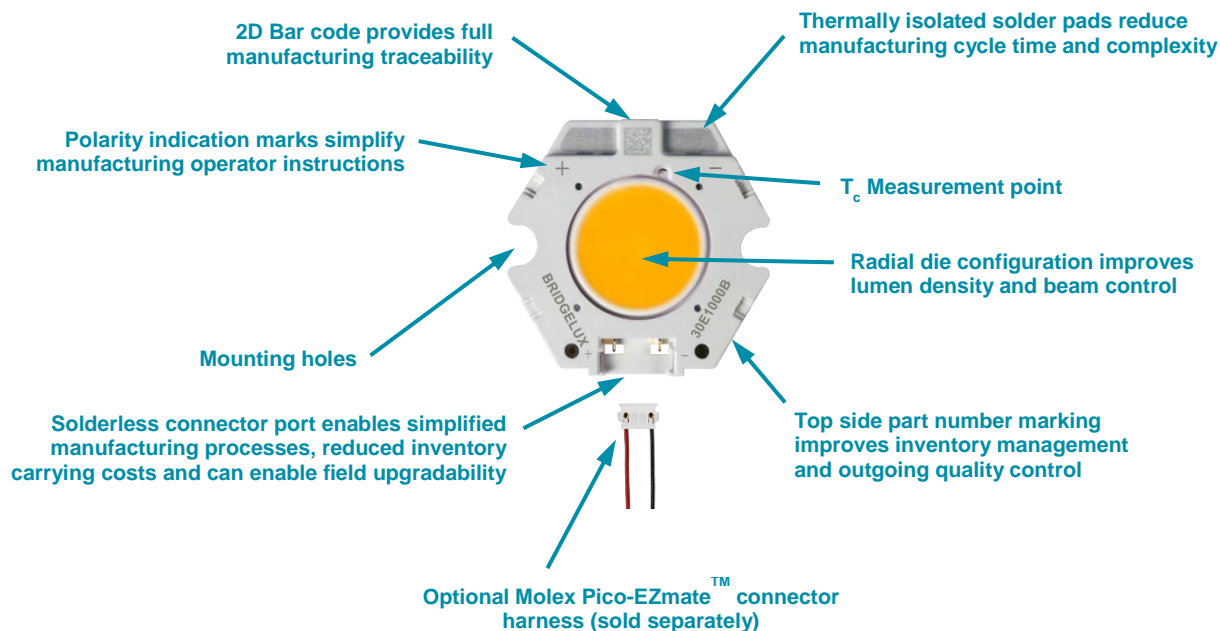 2D Bar code provides full
manufacturing traceability
Thermally isolated solder pads reduce
manufacturing cycle time and complexity
Polarity indication marks simplify
manufacturing operator instructions
+
−
Tc Measurement point
Radial die configuration improves
lumen density and beam control
BRIDGELUX
30E1000B
Mounting holes
+
-
Solderless connector port enables simplified
manufacturing processes, reduced inventory
carrying costs and can enable field upgradability
Top side part number marking
improves inventory management
and outgoing quality control
Optional Molex Pico-EZmate™ connector
harness (sold separately)